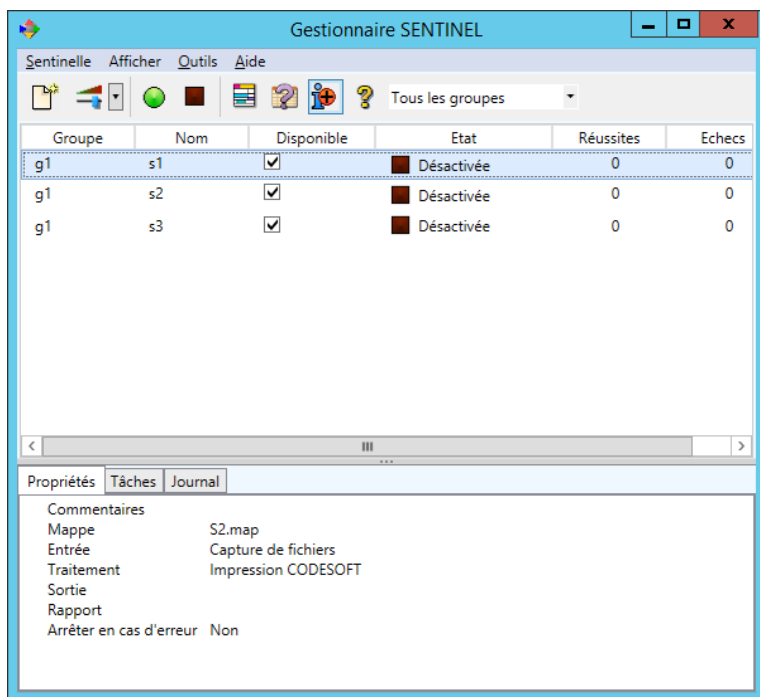 Gestionnaire SENTINEL
Sentinelle Afficher Outils Aide
Tous les groupes
Groupe Nom Disponible Etat Réussites Echecs
g1 s1 Désactivée 0 0
g1 s2 Désactivée 0 0
g1 s3 Désactivée 0 0
Propriétés Tâches Journal
Commentaires
Mappe S2.map
Entrée Capture de fichiers
Traitement Impression CODESOFT
Sortie
Rapport
Arrêter en cas d'erreur Non